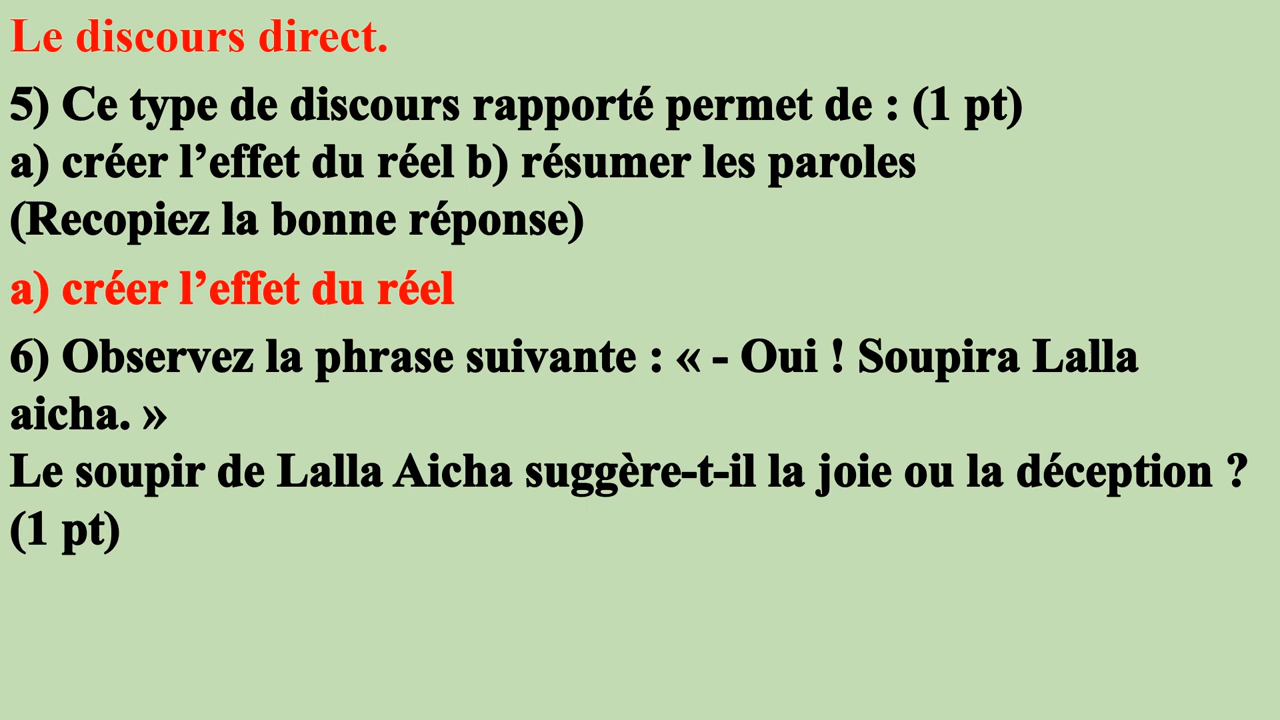 Le discours direct.
5) Ce type de discours rapporté permet de : (1 pt)
a) créer l’effet du réel b) résumer les paroles
(Recopiez la bonne réponse)
a) créer l’effet du réel
6) Observez la phrase suivante : « - Oui ! Soupira Lalla
aicha. »
Le soupir de Lalla Aicha suggère-t-il la joie ou la déception ?
(1 pt)